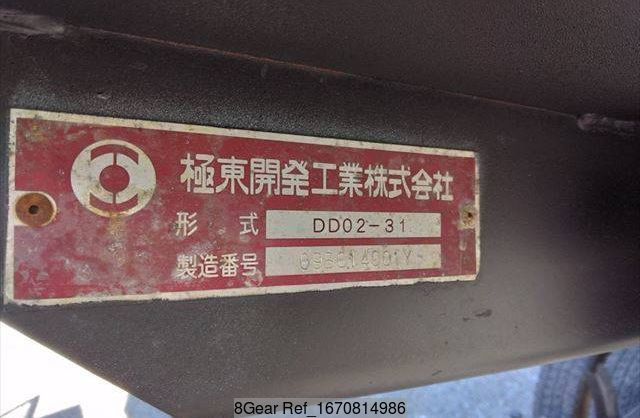 極東開発工業株式会社
形 式 DD02-31
製造番号
8Gear Ref_1670814986